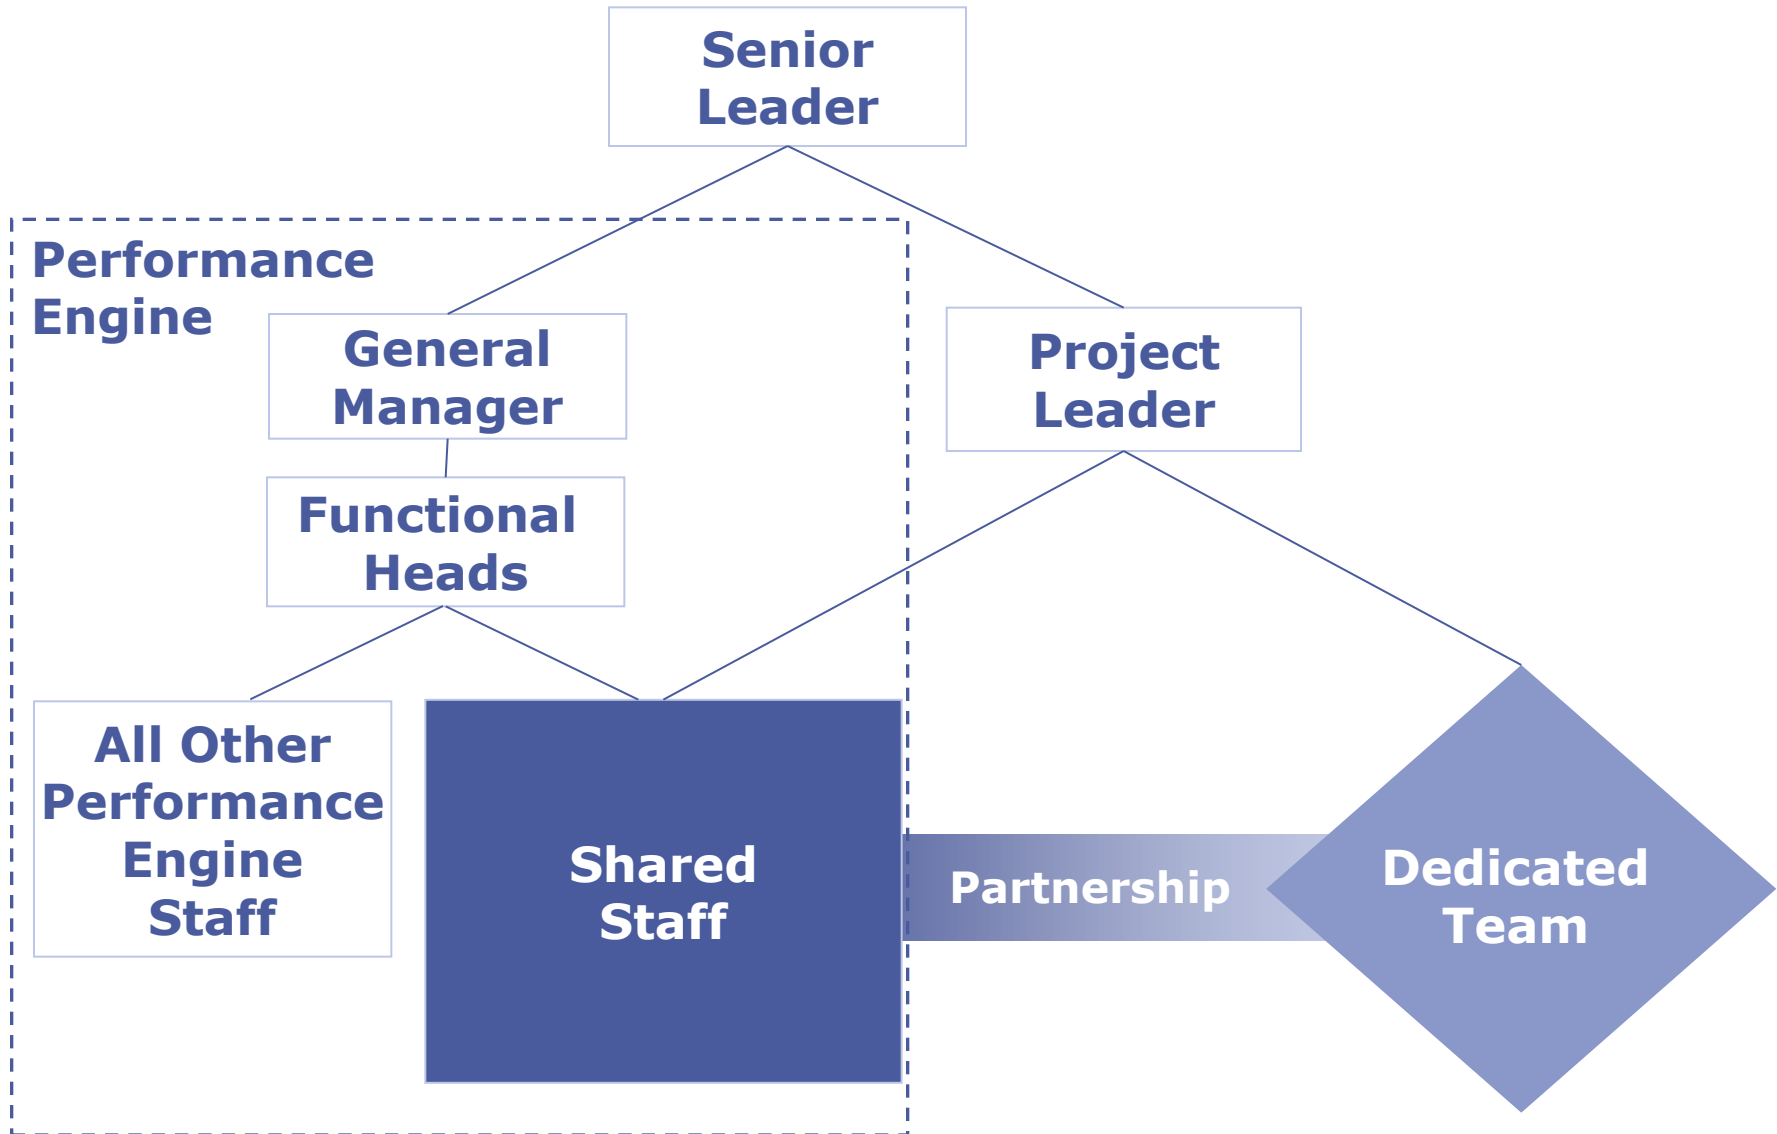 Senior
Leader
Performance
Engine
General
Manager
Project
Leader
Functional
Heads
All Other
Performance
Engine
Staff
Shared
Staff
Partnership
Dedicated
Team